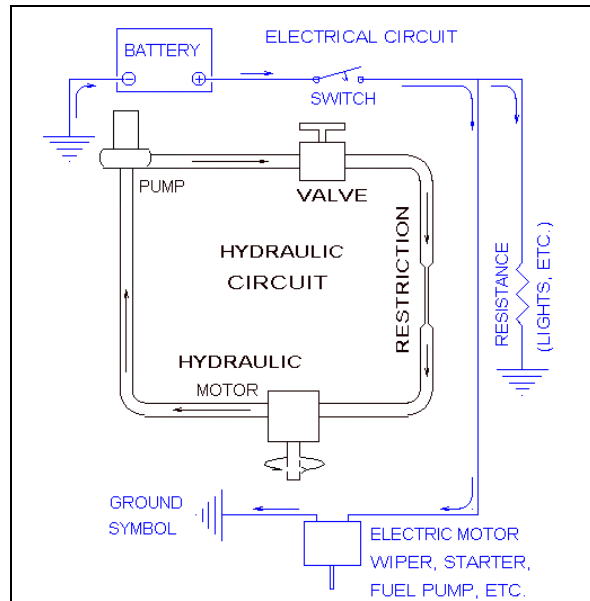 ELECTRICAL CIRCUIT
BATTERY
SWITCH
PUMP
VALVE
HYDRAULIC
CIRCUIT
RESTRICTION
RESISTANCE
(LIGHTS, ETC.)
HYDRAULIC
MOTOR
GROUND
SYMBOL
ELECTRIC MOTOR
WIPER, STARTER,
FUEL PUMP, ETC.